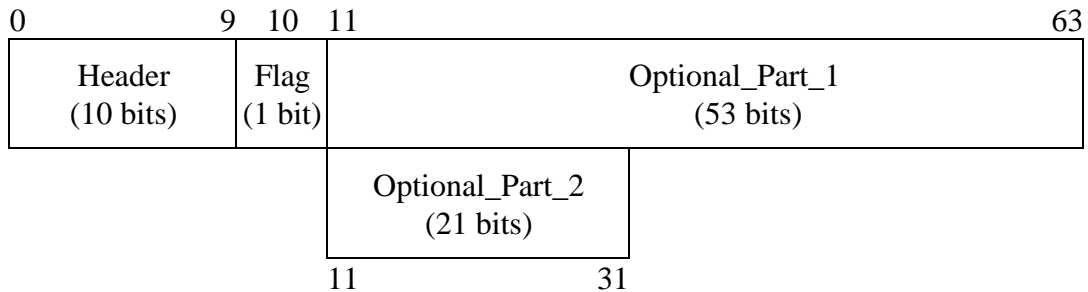 0 9 10 11 63
Header Flag Optional_Part_1
(10 bits) (1 bit) (53 bits)
Optional_Part_2
(21 bits)
11 31